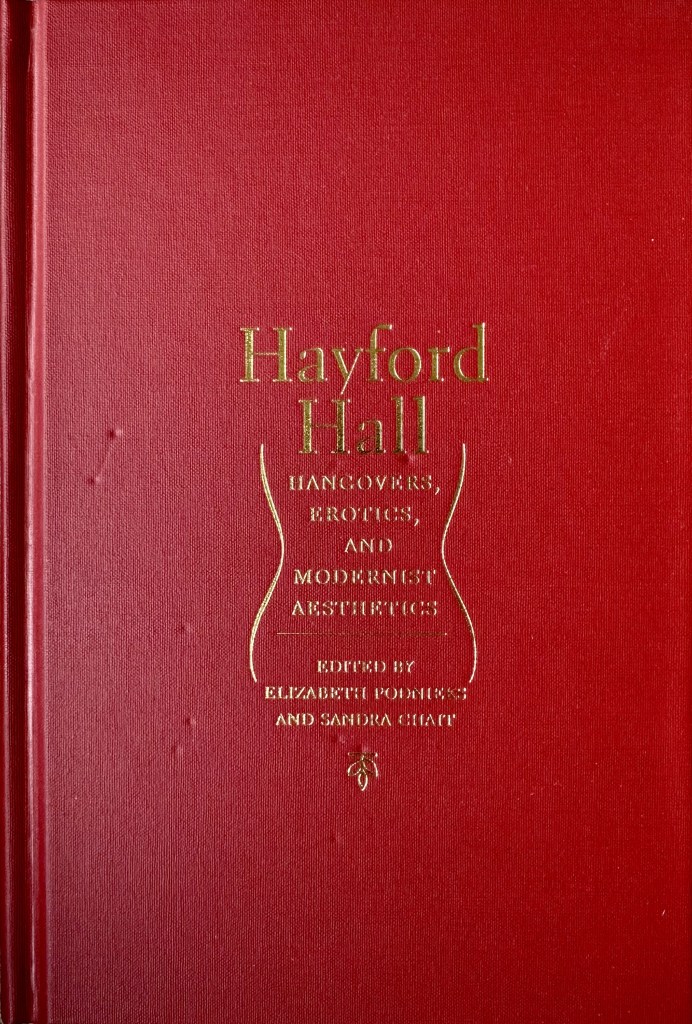 Hayford
Hall
HANGOVERS,
EROTICS,
AND
MODERNIST
AESTHETICS
EDITED BY
ELIZABETH PODNIEKS
AND SANDRA CHAIT